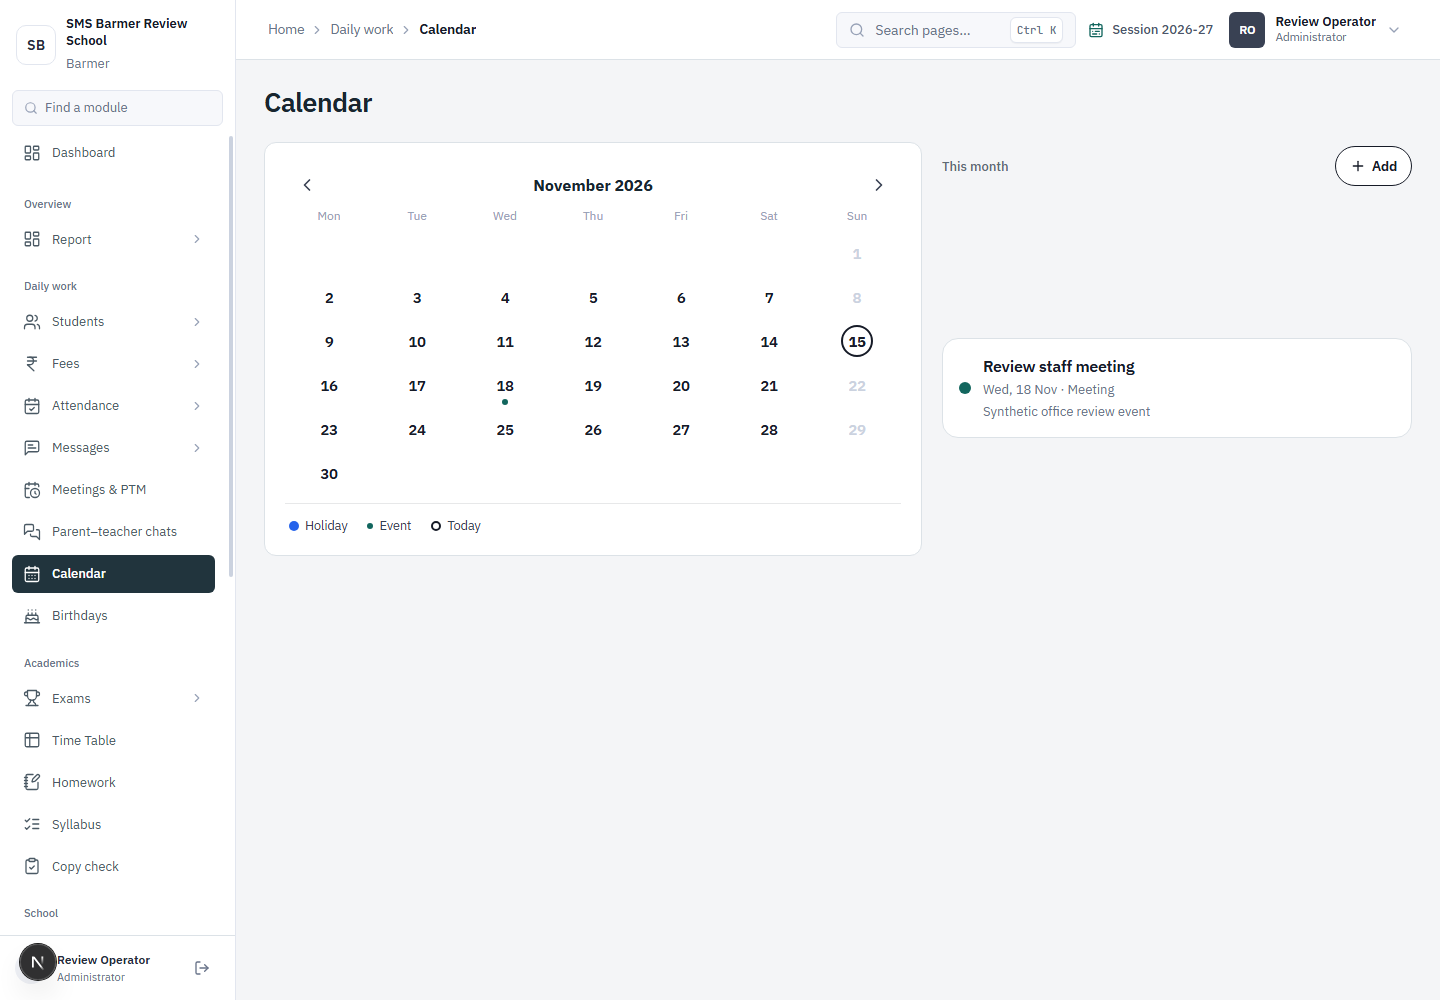 SB
SMS Barmer Review
School
Barmer
Find a module
Dashboard
Overview
Report
Daily work
Students
Fees
Attendance
Messages
Meetings & PTM
Parent–teacher chats
Calendar
Birthdays
Academics
Exams
Time Table
Homework
Syllabus
Copy check
School
N
Review Operator
Administrator
Home Daily work Calendar
Search pages... Ctrl K
Session 2026-27
RO
Review Operator
Administrator
Calendar
November 2026
Mon Tue Wed Thu Fri Sat Sun
1
2 3 4 5 6 7 8
9 10 11 12 13 14 15
16 17 18 19 20 21 22
23 24 25 26 27 28 29
30
Holiday Event Today
This month
Add
Review staff meeting
Wed, 18 Nov · Meeting
Synthetic office review event